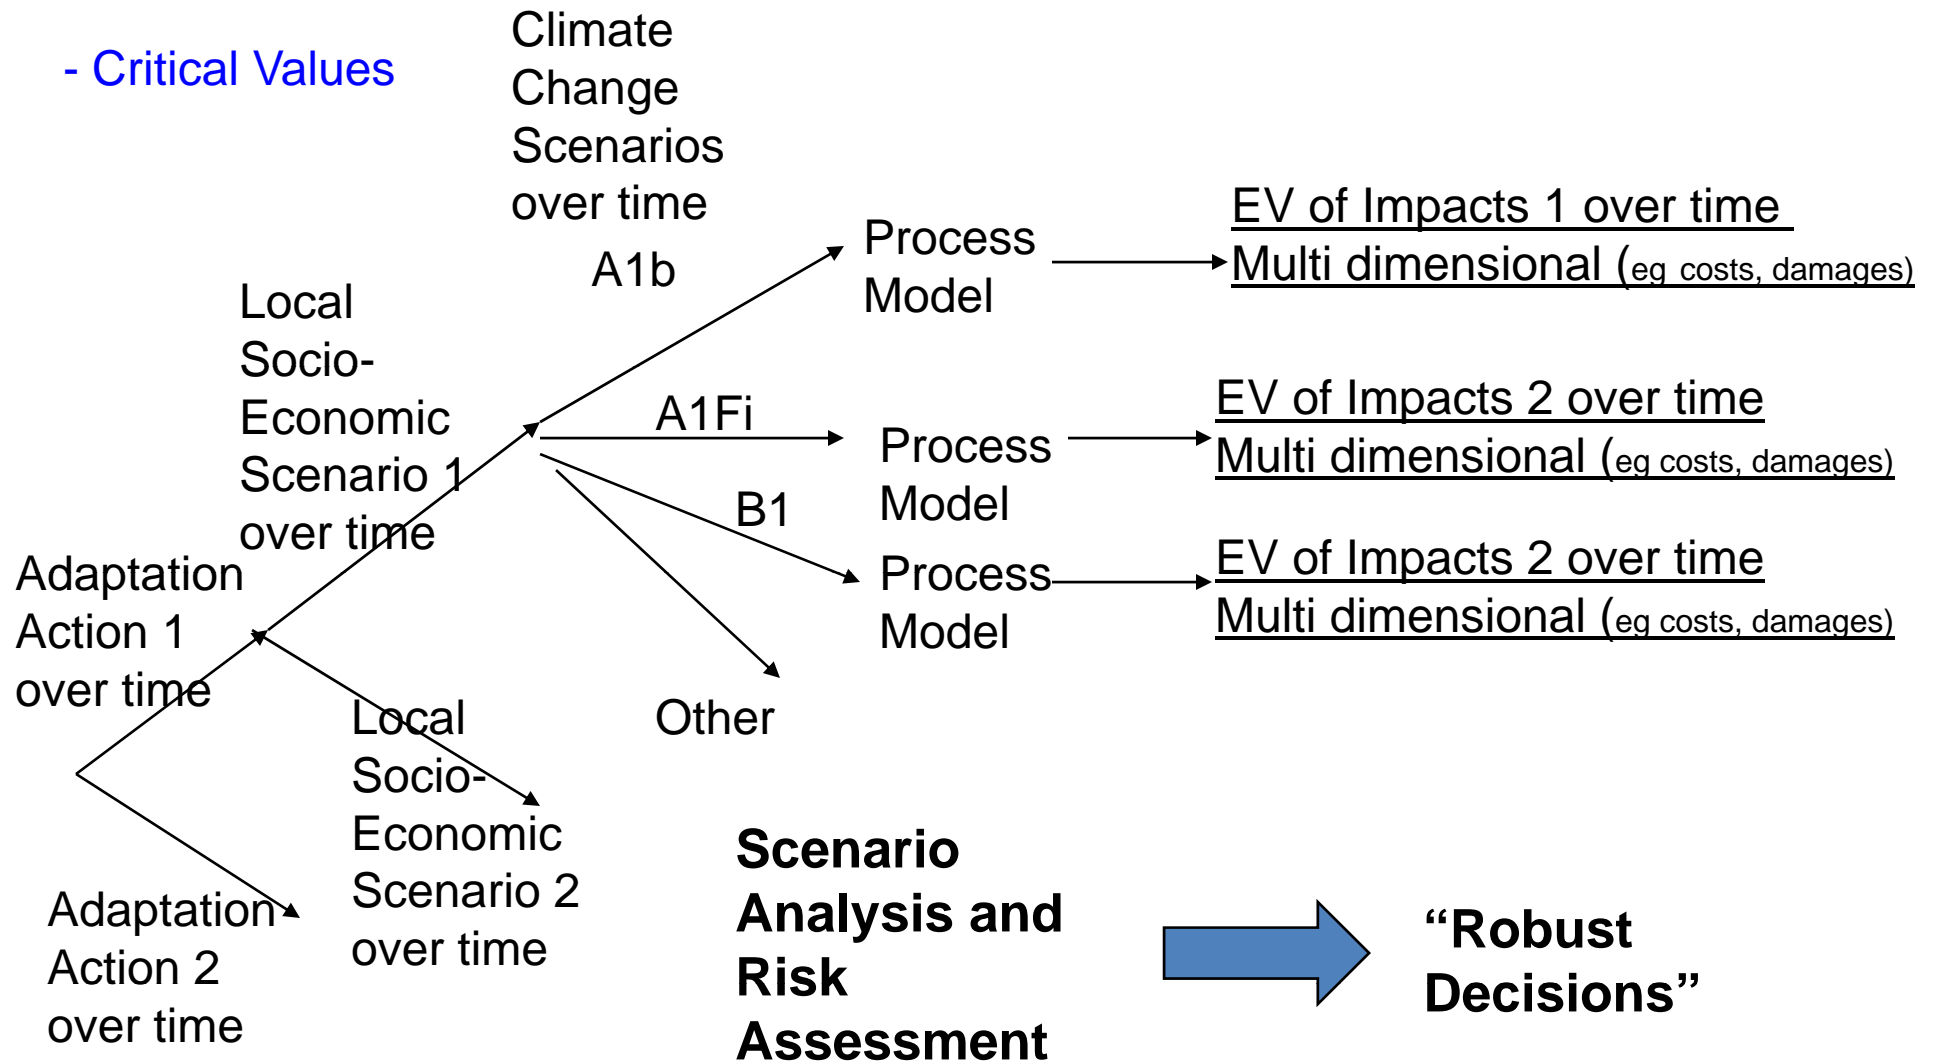 - Critical Values
Climate
Change
Scenarios
over time
A1b
Process
Model
EV of Impacts 1 over time
Multi dimensional (eg costs, damages)
Local
Socio-
Economic
Scenario 1
over time
A1Fi
Process
Model
EV of Impacts 2 over time
Multi dimensional (eg costs, damages)
B1
Process
Model
EV of Impacts 2 over time
Multi dimensional (eg costs, damages)
Adaptation
Action 1
over time
Local
Socio-
Economic
Scenario 2
over time
Other
Adaptation
Action 2
over time
Scenario
Analysis and
Risk
Assessment
“Robust
Decisions”